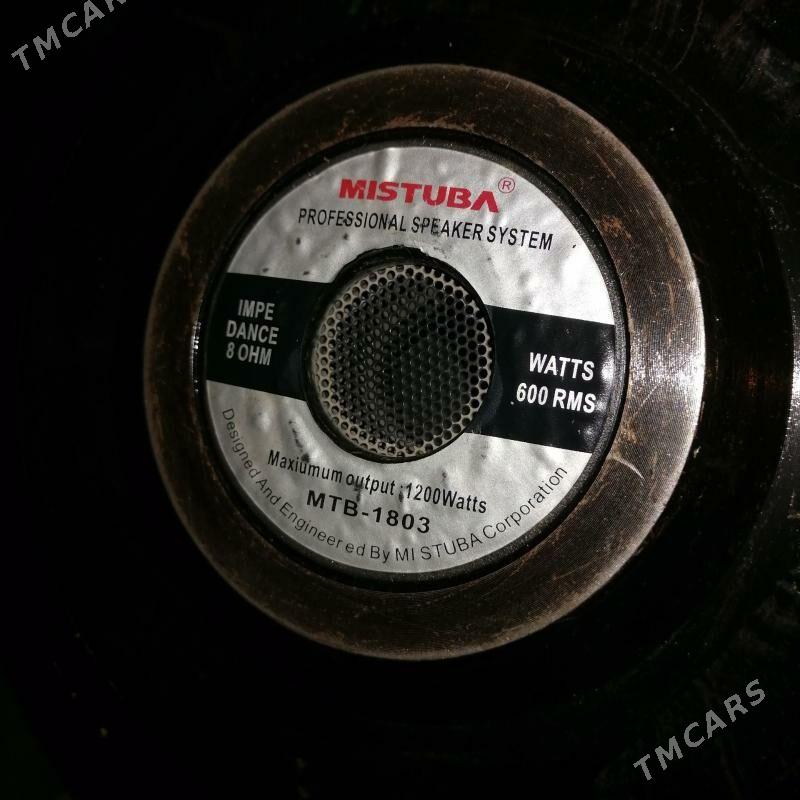 TMCARS
MISTUBA®
PROFESSIONAL SPEAKER SYSTEM
IMPE
DANCE
8 OHM
WATTS
600 RMS
Maxiumum output :1200Watts
MTB-1803
Designed And Engineer ed By MI STUBA Corporation
TMCARS